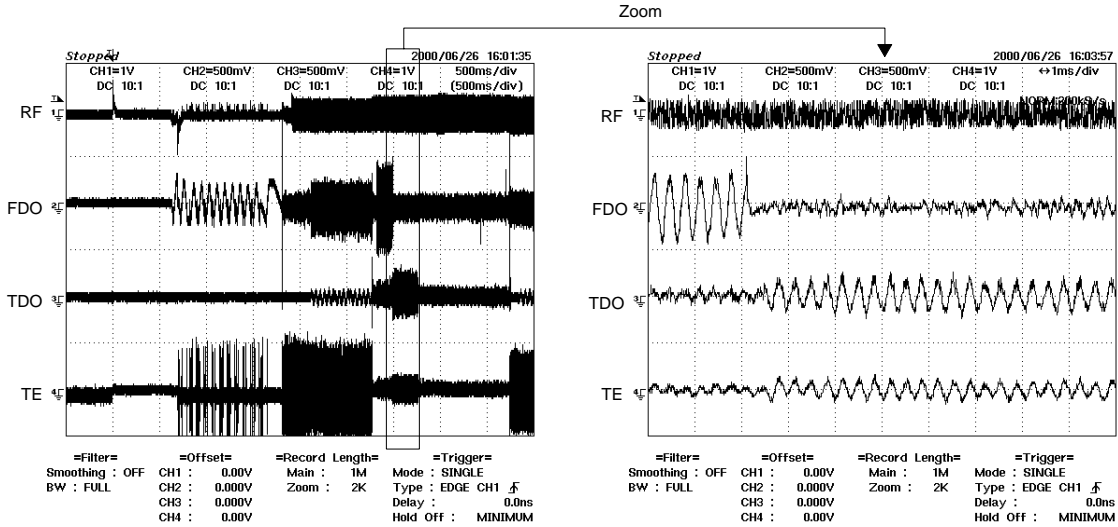 Zoom
Stopped 2000/06/26 16:01:35
CH1=1V CH2=500mV CH3=500mV CH4=1V 500ms/div
DC 10:1 DC 10:1 DC 10:1 DC 10:1 (500ms/div)
RF
FDO
TDO
TE
=Filter= =Offset= =Record Length= =Trigger=
Smoothing : OFF CH1 : 0.00V Main : 1M Mode : SINGLE
BW : FULL CH2 : 0.000V Zoom : 2K Type : EDGE CH1
CH3 : 0.000V Delay : 0.0ns
CH4 : 0.00V Hold Off : MINIMUM
Stopped 2000/06/26 16:03:57
CH1=1V CH2=500mV CH3=500mV CH4=1V ↔1ms/div
DC 10:1 DC 10:1 DC 10:1 DC 10:1
RF
FDO
TDO
TE
=Filter= =Offset= =Record Length= =Trigger=
Smoothing : OFF CH1 : 0.00V Main : 1M Mode : SINGLE
BW : FULL CH2 : 0.000V Zoom : 2K Type : EDGE CH1
CH3 : 0.000V Delay : 0.0ns
CH4 : 0.00V Hold Off : MINIMUM